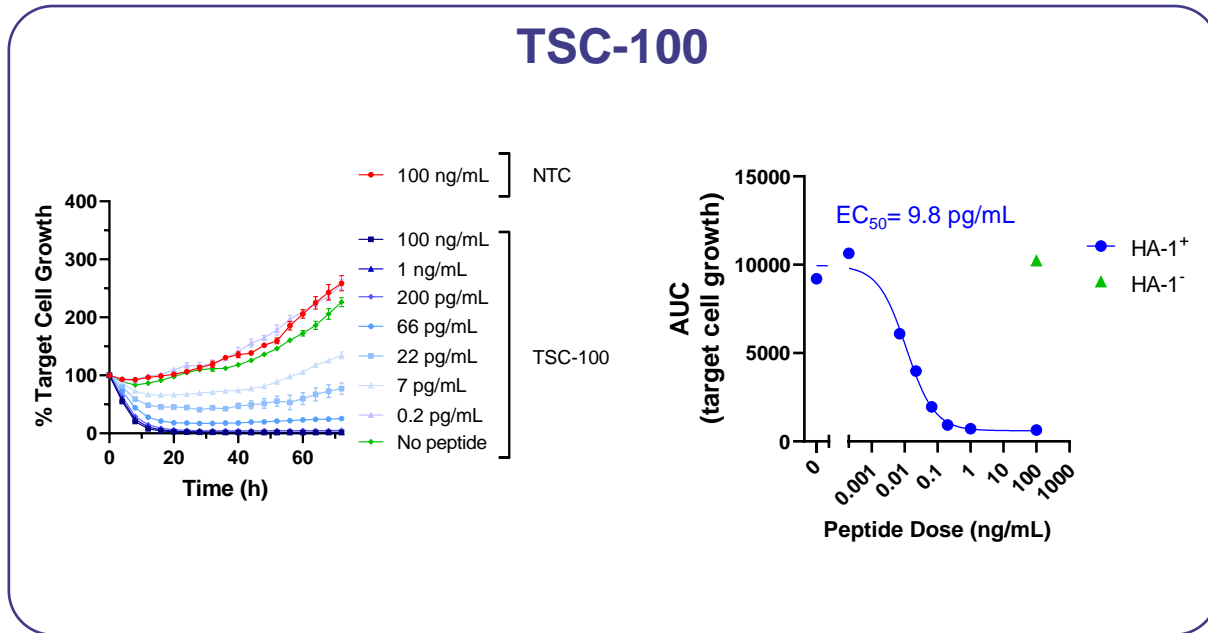 TSC-100
100 ng/mL
NTC
100 ng/mL
1 ng/mL
200 pg/mL
66 pg/mL
22 pg/mL
7 pg/mL
0.2 pg/mL
No peptide
TSC-100
% Target Cell Growth
400
300
200
100
0
0 20 40 60
Time (h)
AUC
(target cell growth)
15000
10000
5000
0
EC50= 9.8 pg/mL
HA-1+
HA-1-
0 0.001 0.01 0.1 1 10 100 1000
Peptide Dose (ng/mL)